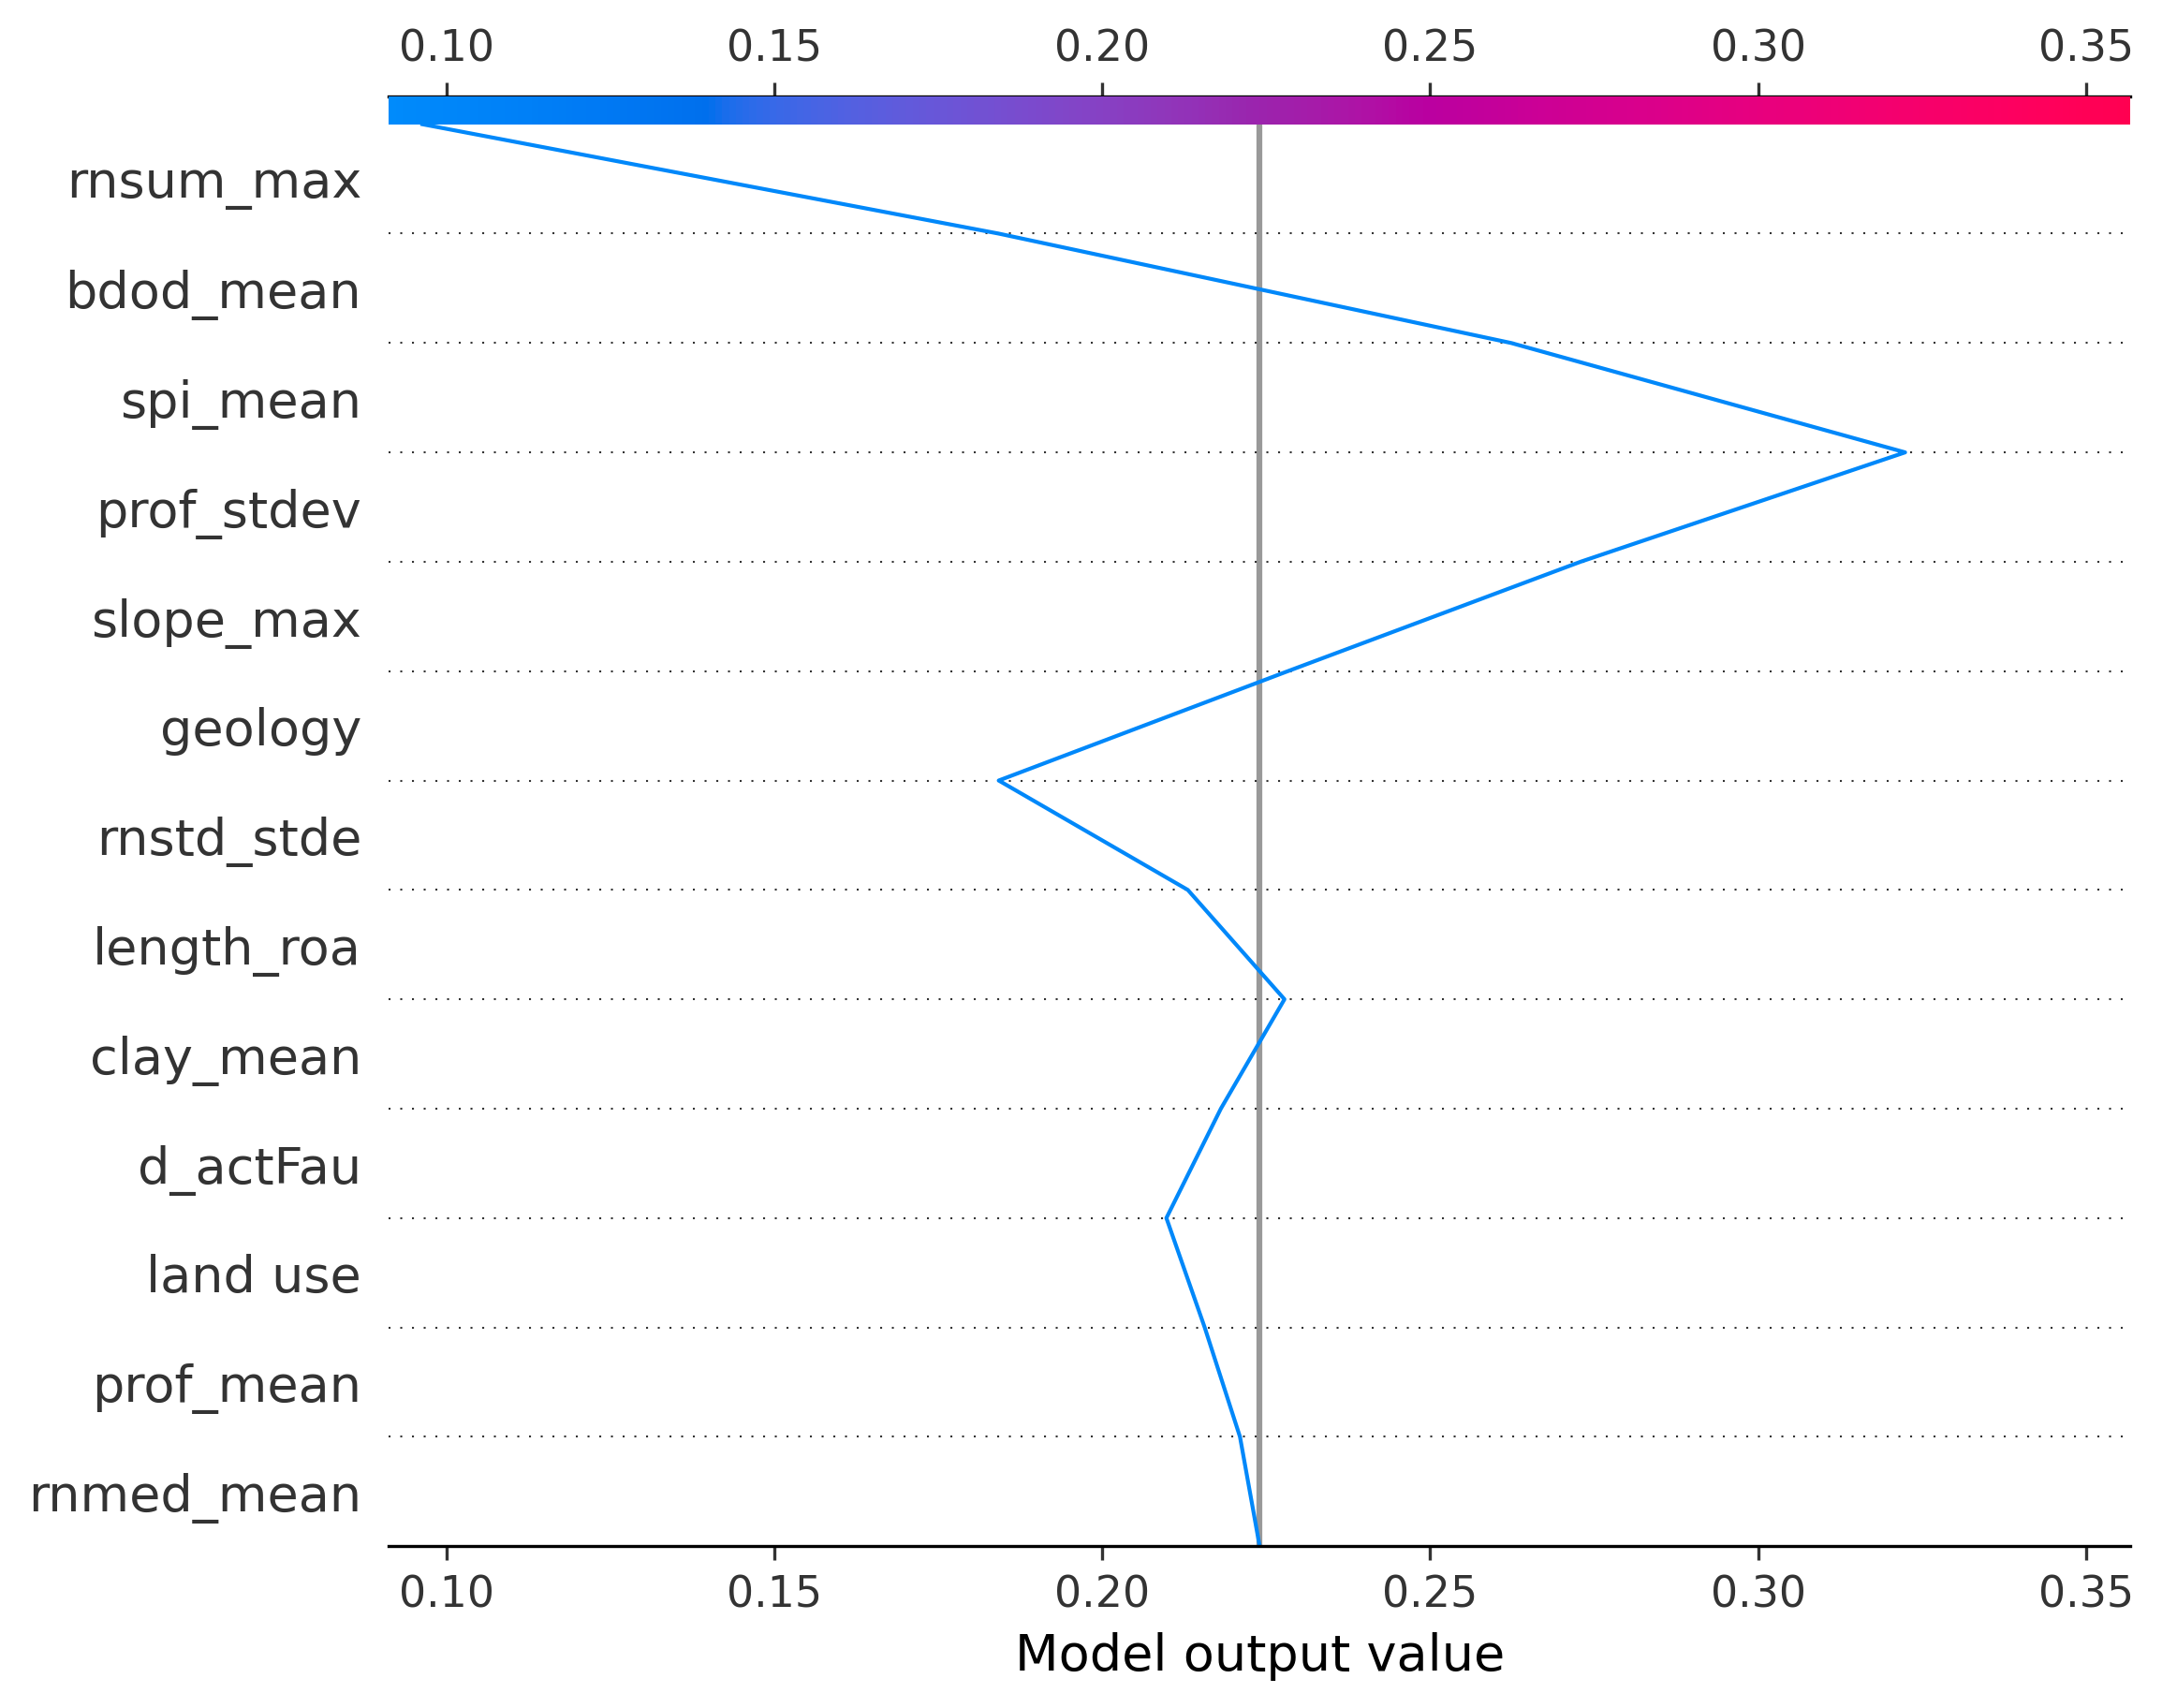 0.10 0.15 0.20 0.25 0.30 0.35
rnsum_max
bdod_mean
spi_mean
prof_stdev
slope_max
geology
rnstd_stde
length_roa
clay_mean
d_actFau
land use
prof_mean
rnmed_mean
0.10 0.15 0.20 0.25 0.30 0.35
Model output value